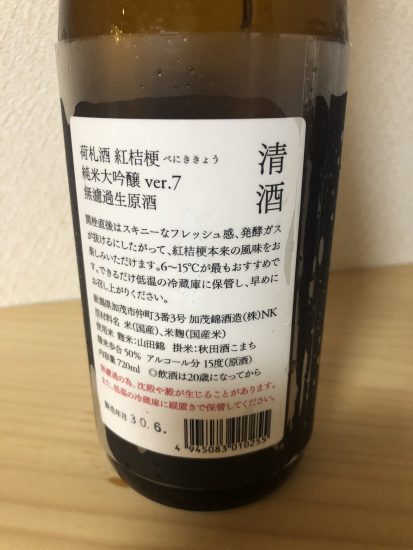 清酒
荷札酒 紅桔梗 べにききょう
純米大吟醸 ver.7
無濾過生原酒
開栓直後はスキニーなフレッシュ感、発酵ガス
が抜けるにしたがって、紅桔梗本来の風味をお
楽しみいただけます。6〜15℃が最もおすすめで
す。できるだけ低温の冷蔵庫に保管し、早めに
お召し上がりください。
新潟県加茂市仲町3番3号 加茂錦酒造(株)NK
原材料名 米(国産)、米麹(国産米)
使用米 麹米:山田錦 掛米:秋田酒こまち
精米歩合 50% アルコール分 15度(原酒)
内容量 720ml ◎飲酒は20歳になってから
無濾過の為、沈殿や澱が生じることがあります。
また、低温の冷蔵庫に縦置きで保管してください。
製造年月 30.6.
4 945083 010255